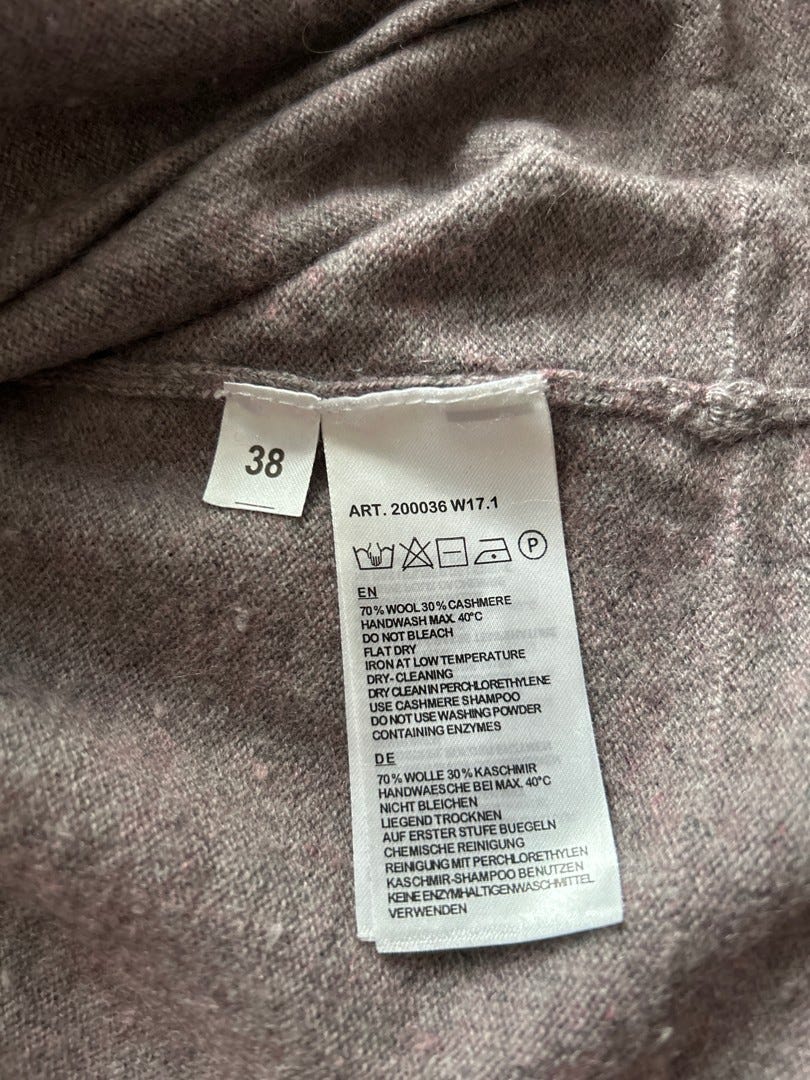 38
ART. 200036 W17.1
P
EN
70% WOOL 30% CASHMERE
HANDWASH MAX. 40°C
DO NOT BLEACH
FLAT DRY
IRON AT LOW TEMPERATURE
DRY- CLEANING
DRY CLEAN IN PERCHLORETHYLENE
USE CASHMERE SHAMPOO
DO NOT USE WASHING POWDER
CONTAINING ENZYMES
DE
70% WOLLE 30% KASCHMIR
HANDWAESCHE BEI MAX. 40°C
NICHT BLEICHEN
LIEGEND TROCKNEN
AUF ERSTER STUFE BUEGELN
CHEMISCHE REINIGUNG
REINIGUNG MIT PERCHLORETHYLEN
KASCHMIR-SHAMPOO BENUTZEN
KEINE ENZYMHALTIGENWASCHMITTEL
VERWENDEN